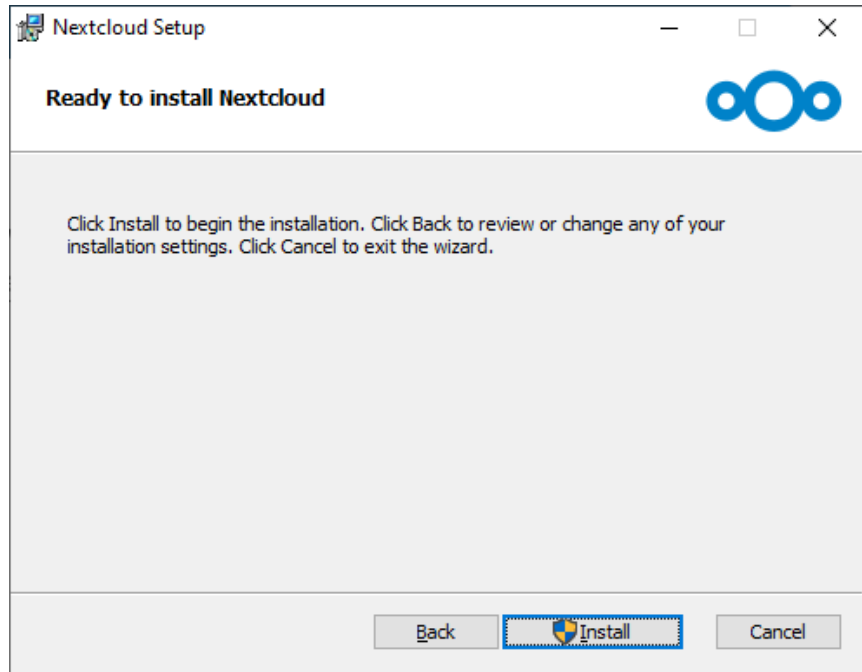 Nextcloud Setup
Ready to install Nextcloud
Click Install to begin the installation. Click Back to review or change any of your
installation settings. Click Cancel to exit the wizard.
Back
Install
Cancel